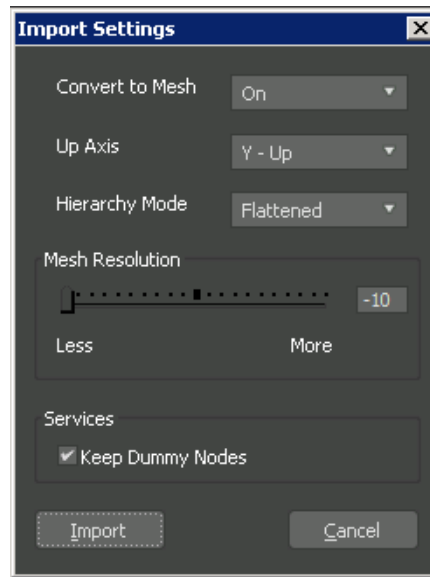 Import Settings
Convert to Mesh On
Up Axis Y - Up
Hierarchy Mode Flattened
Mesh Resolution
-10
Less More
Services
Keep Dummy Nodes
Import Cancel